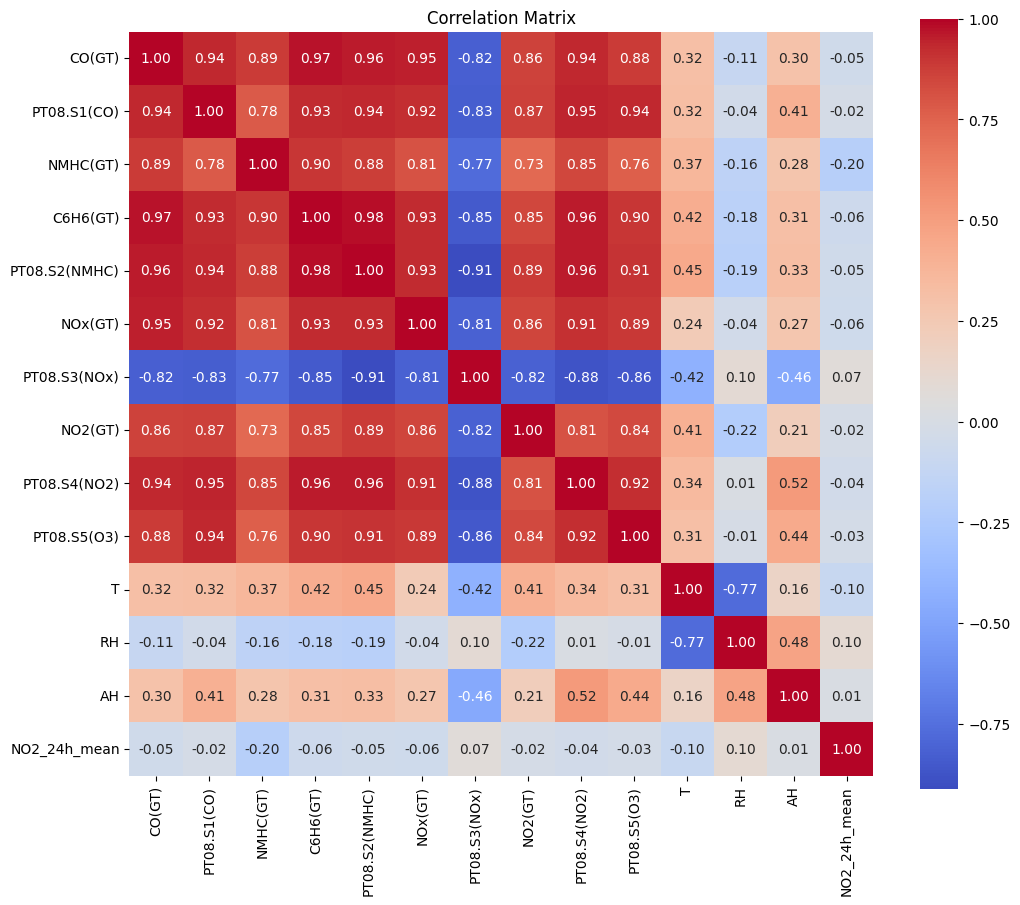 Correlation Matrix
CO(GT) 1.00 0.94 0.89 0.97 0.96 0.95 -0.82 0.86 0.94 0.88 0.32 -0.11 0.30 -0.05
PT08.S1(CO) 0.94 1.00 0.78 0.93 0.94 0.92 -0.83 0.87 0.95 0.94 0.32 -0.04 0.41 -0.02
NMHC(GT) 0.89 0.78 1.00 0.90 0.88 0.81 -0.77 0.73 0.85 0.76 0.37 -0.16 0.28 -0.20
C6H6(GT) 0.97 0.93 0.90 1.00 0.98 0.93 -0.85 0.85 0.96 0.90 0.42 -0.18 0.31 -0.06
PT08.S2(NMHC) 0.96 0.94 0.88 0.98 1.00 0.93 -0.91 0.89 0.96 0.91 0.45 -0.19 0.33 -0.05
NOx(GT) 0.95 0.92 0.81 0.93 0.93 1.00 -0.81 0.86 0.91 0.89 0.24 -0.04 0.27 -0.06
PT08.S3(NOx) -0.82 -0.83 -0.77 -0.85 -0.91 -0.81 1.00 -0.82 -0.88 -0.86 -0.42 0.10 -0.46 0.07
NO2(GT) 0.86 0.87 0.73 0.85 0.89 0.86 -0.82 1.00 0.81 0.84 0.41 -0.22 0.21 -0.02
PT08.S4(NO2) 0.94 0.95 0.85 0.96 0.96 0.91 -0.88 0.81 1.00 0.92 0.34 0.01 0.52 -0.04
PT08.S5(O3) 0.88 0.94 0.76 0.90 0.91 0.89 -0.86 0.84 0.92 1.00 0.31 -0.01 0.44 -0.03
T 0.32 0.32 0.37 0.42 0.45 0.24 -0.42 0.41 0.34 0.31 1.00 -0.77 0.16 -0.10
RH -0.11 -0.04 -0.16 -0.18 -0.19 -0.04 0.10 -0.22 0.01 -0.01 -0.77 1.00 0.48 0.10
AH 0.30 0.41 0.28 0.31 0.33 0.27 -0.46 0.21 0.52 0.44 0.16 0.48 1.00 0.01
NO2_24h_mean -0.05 -0.02 -0.20 -0.06 -0.05 -0.06 0.07 -0.02 -0.04 -0.03 -0.10 0.10 0.01 1.00
CO(GT)
PT08.S1(CO)
NMHC(GT)
C6H6(GT)
PT08.S2(NMHC)
NOx(GT)
PT08.S3(NOx)
NO2(GT)
PT08.S4(NO2)
PT08.S5(O3)
T
RH
AH
NO2_24h_mean
1.00
0.75
0.50
0.25
0.00
-0.25
-0.50
-0.75